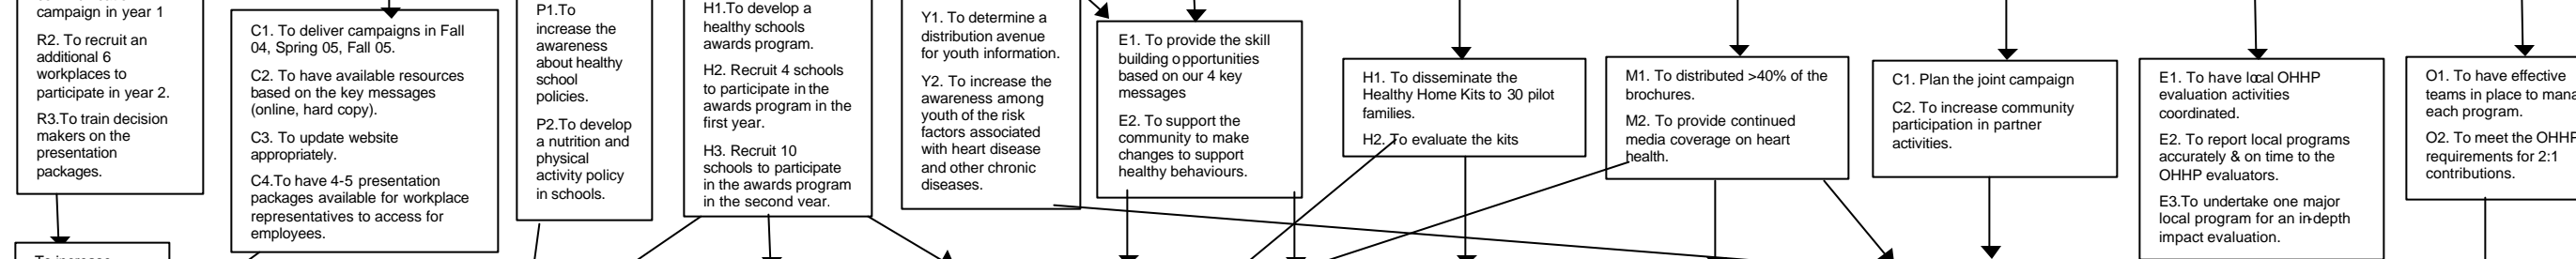 campaign in year 1
R2. To recruit an
additional 6
workplaces to
participate in year 2.
R3.To train decision
makers on the
presentation
packages.
To increase
C1. To deliver campaigns in Fall
04, Spring 05, Fall 05.
C2. To have available resources
based on the key messages
(online, hard copy).
C3. To update website
appropriately.
C4.To have 4-5 presentation
packages available for workplace
representatives to access for
employees.
P1.To
increase the
awareness
about healthy
school
policies.
P2.To develop
a nutrition and
physical
activity policy
in schools.
H1.To develop a
healthy schools
awards program.
H2. Recruit 4 schools
to participate in the
awards program in the
first year.
H3. Recruit 10
schools to participate
in the awards program
in the second year.
Y1. To determine a
distribution avenue
for youth information.
Y2. To increase the
awareness among
youth of the risk
factors associated
with heart disease
and other chronic
diseases.
E1. To provide the skill
building opportunities
based on our 4 key
messages
E2. To support the
community to make
changes to support
healthy behaviours.
H1. To disseminate the
Healthy Home Kits to 30 pilot
families.
H2. To evaluate the kits
M1. To distributed >40% of the
brochures.
M2. To provide continued
media coverage on heart
health.
C1. Plan the joint campaign
C2. To increase community
participation in partner
activities.
E1. To have local OHHP
evaluation activities
coordinated.
E2. To report local programs
accurately & on time to the
OHHP evaluators.
E3.To undertake one major
local program for an in-depth
impact evaluation.
O1. To have effective
teams in place to mana
each program.
O2. To meet the OHHP
requirements for 2:1
contributions.